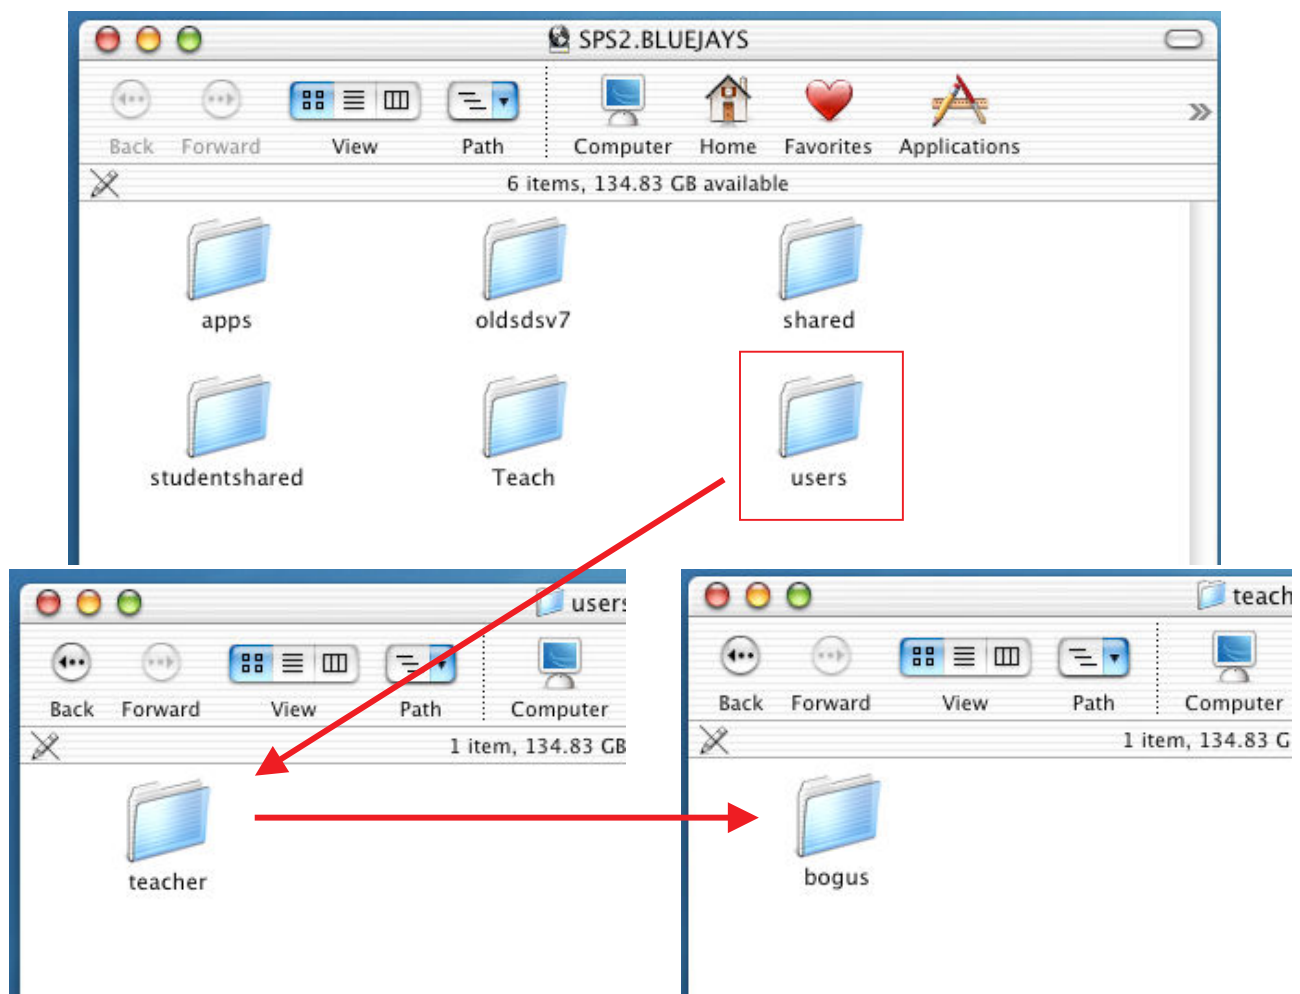 SPS2.BLUEJAYS
Back Forward View Path Computer Home Favorites Applications
6 items, 134.83 GB available
apps oldsdsv7 shared
studentshared Teach users
users
Back Forward View Path Computer
1 item, 134.83 GB
teacher
teach
Back Forward View Path Computer
1 item, 134.83 G
bogus